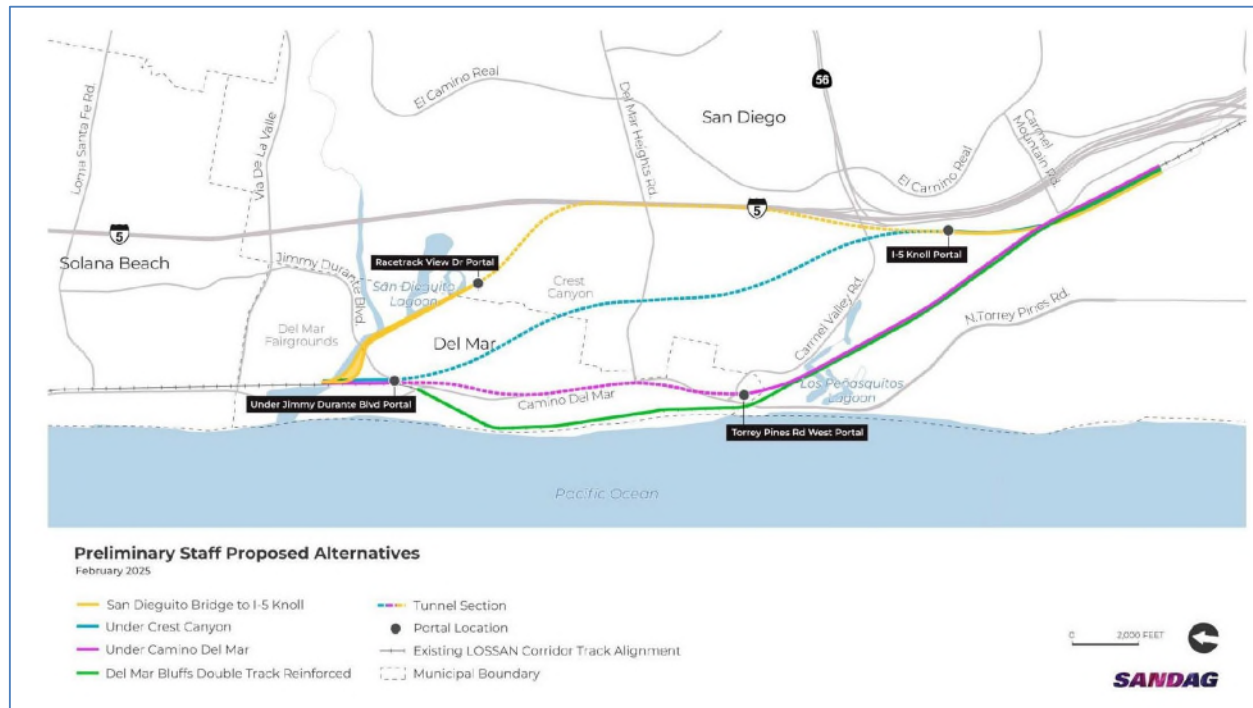 56
El Camino Real
San Diego
Loma Santa Fe Rd.
Via De La Valle
Del Mar Heights Rd.
Carmel
Mountain Rd.
El Camino Real
5
5
I-5 Knoll Portal
Solana Beach
Racetrack View Dr Portal
Jimmy Durante Blvd.
San Dieguito
Lagoon
Crest
Canyon
Carmel Valley Rd.
N.Torrey Pines Rd.
Del Mar
Fairgrounds
Del Mar
Los Peñasquitos
Lagoon
Under Jimmy Durante Blvd Portal
Camino Del Mar
Torrey Pines Rd West Portal
Pacific Ocean
Preliminary Staff Proposed Alternatives
February 2025
San Dieguito Bridge to I-5 Knoll
Under Crest Canyon
Under Camino Del Mar
Del Mar Bluffs Double Track Reinforced
Tunnel Section
Portal Location
Existing LOSSAN Corridor Track Alignment
Municipal Boundary
0 2,000 FEET
SANDAG